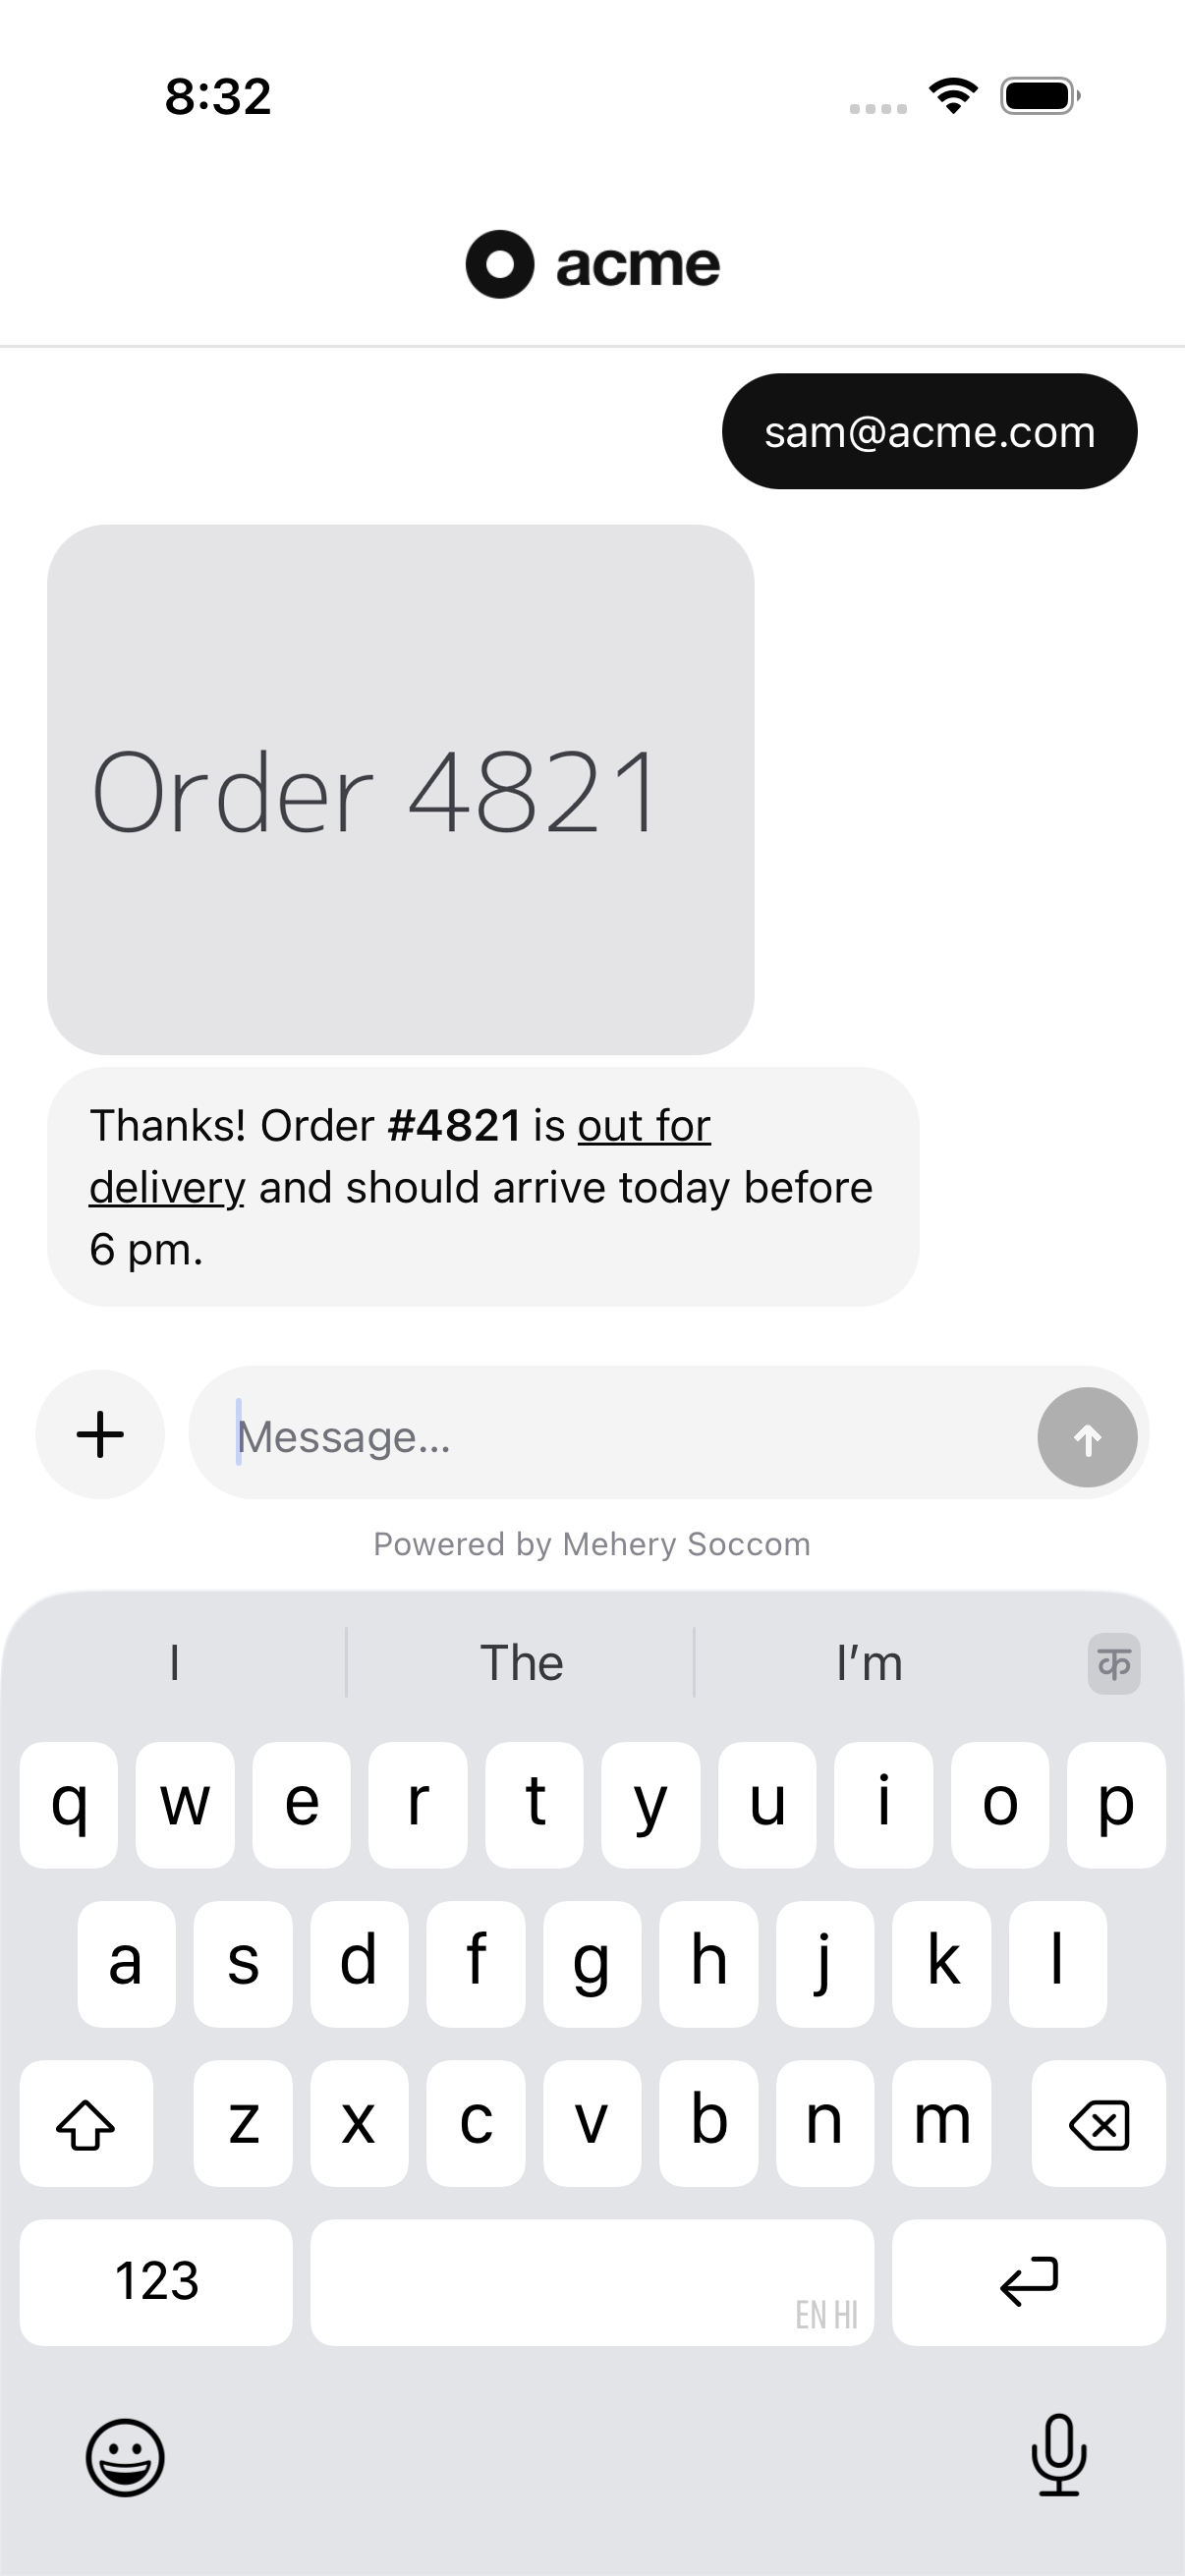 8:32
acme
sam@acme.com
Order 4821
Thanks! Order #4821 is out for
delivery and should arrive today before
6 pm.
Message...
Powered by Mehery Soccom
I The I’m क
q w e r t y u i o p
a s d f g h j k l
z x c v b n m
123 EN HI